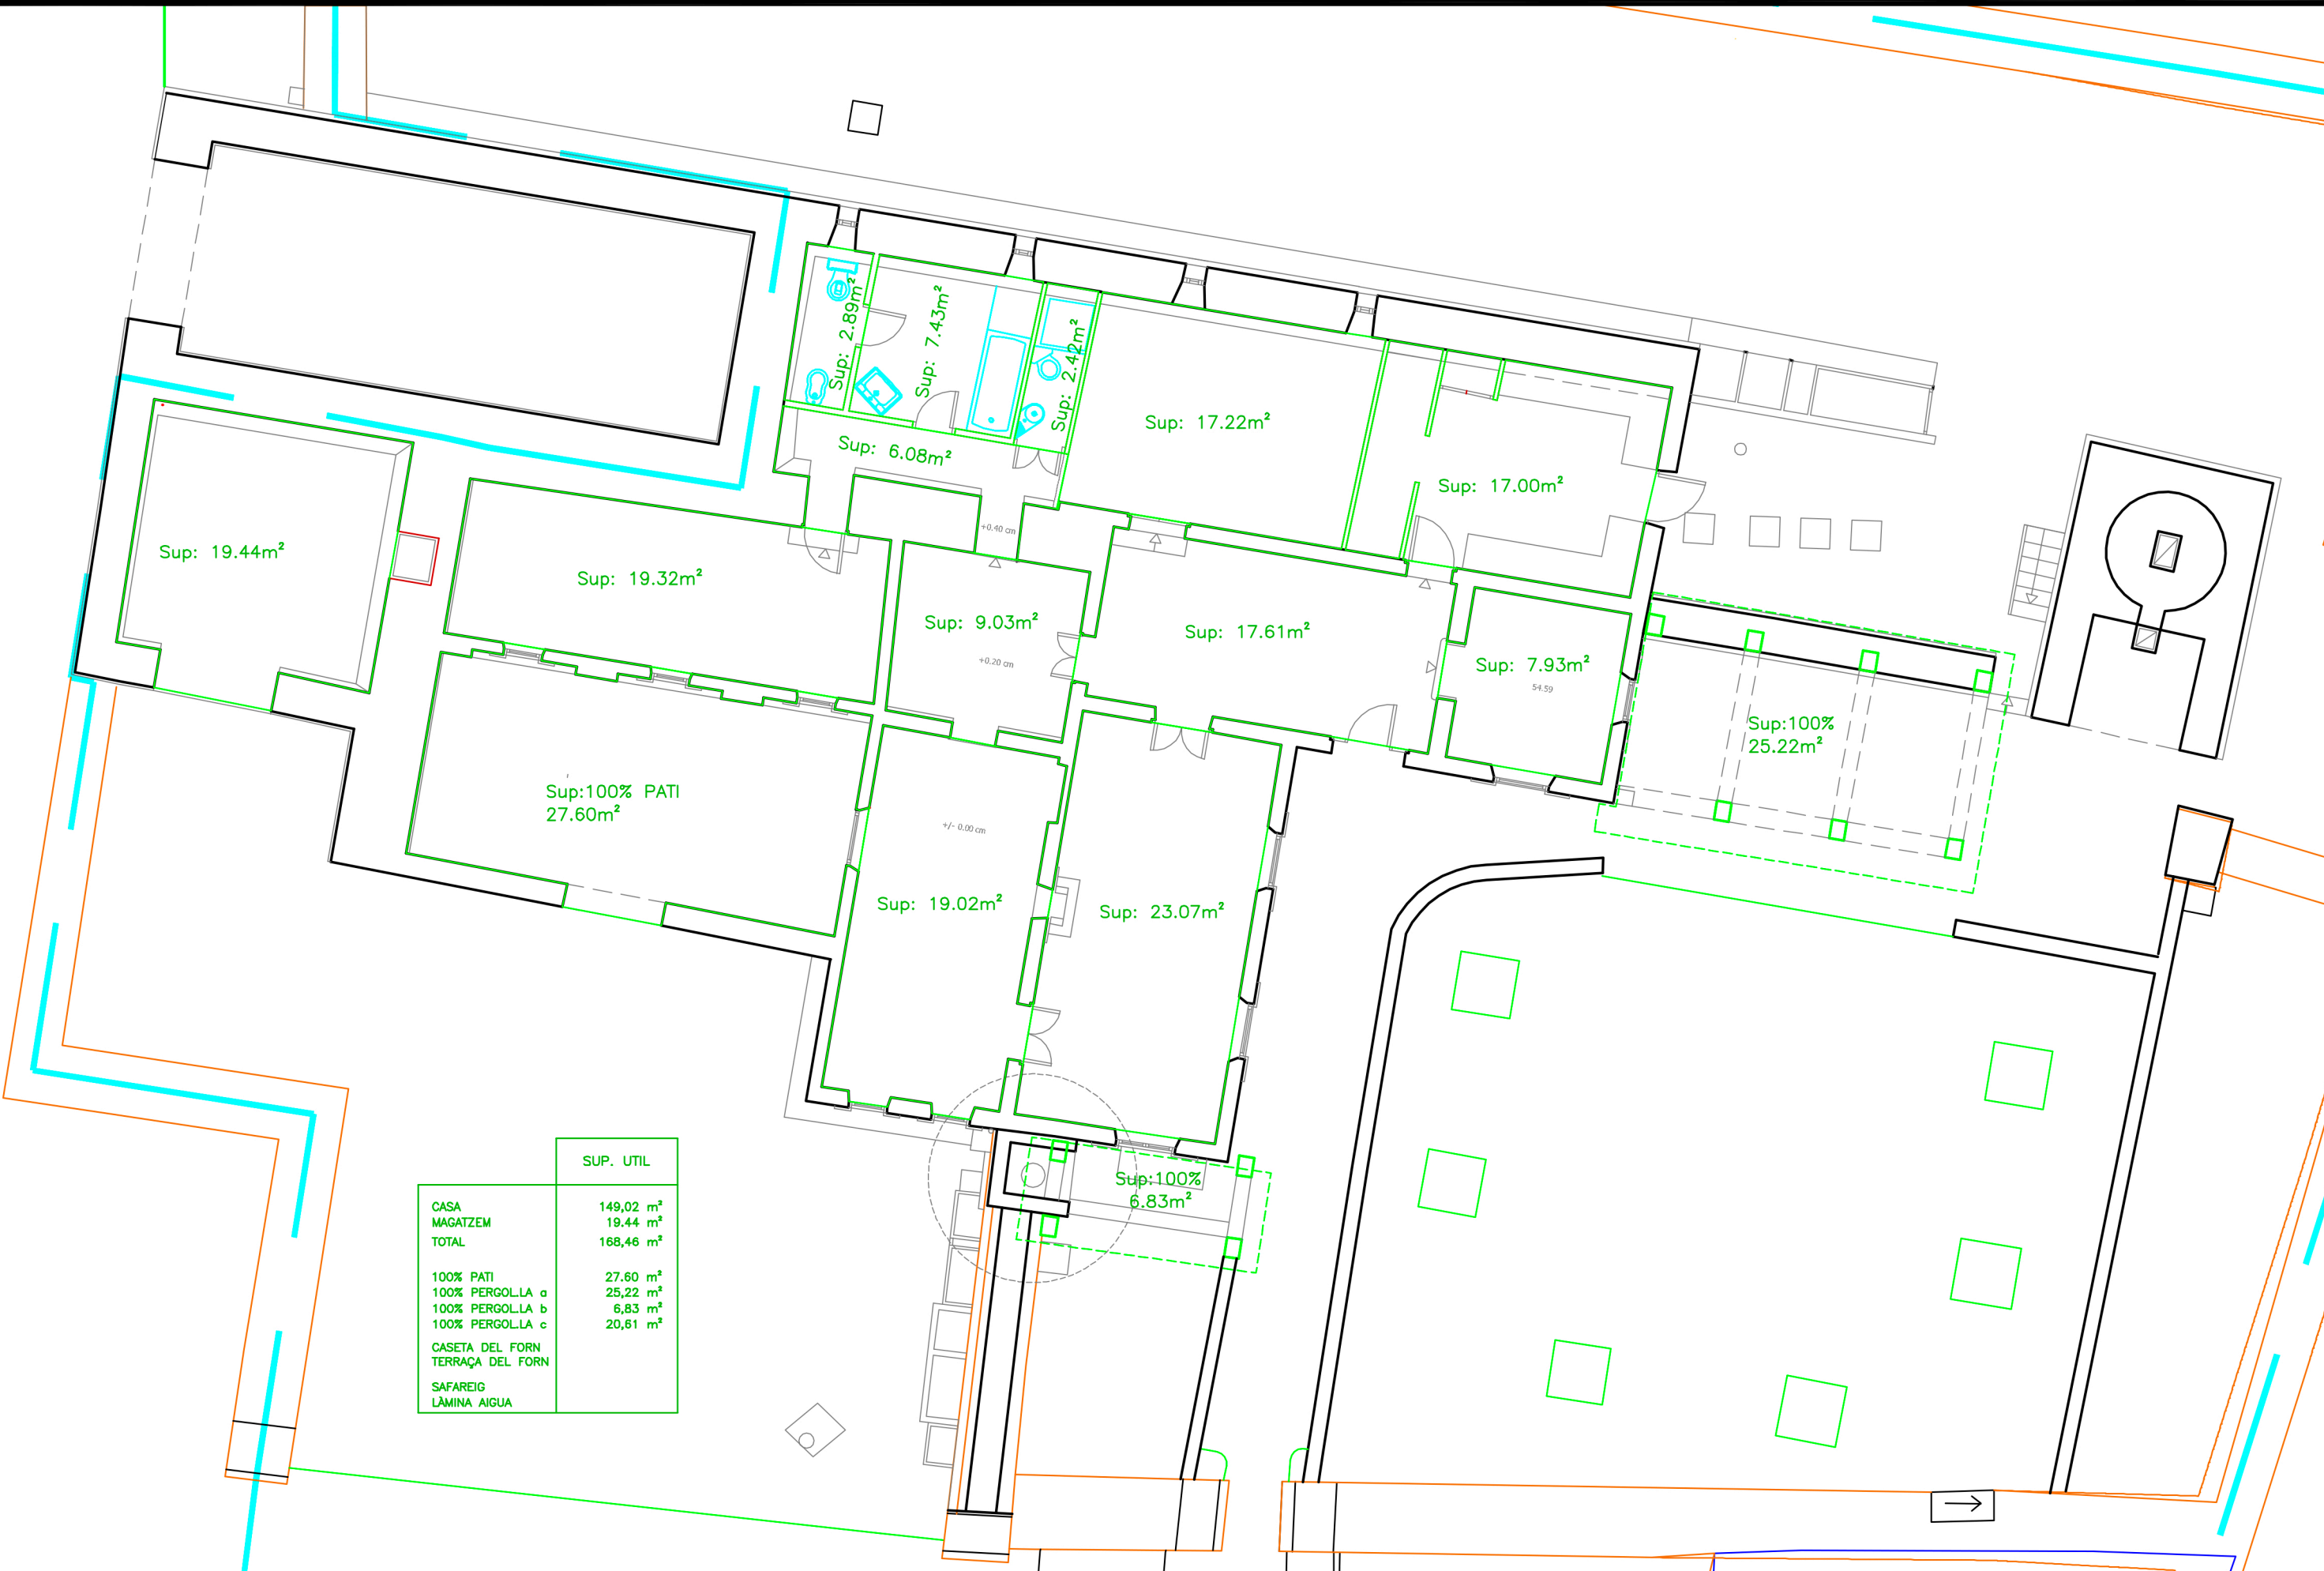 Sup: 2.89m²
Sup: 7.43m²
Sup: 2.42m²
Sup: 17.22m²
Sup: 6.08m²
Sup: 17.00m²
+0.40 cm
Sup: 19.44m²
Sup: 19.32m²
Sup: 9.03m²
Sup: 17.61m²
+0.20 cm
Sup: 7.93m²
54.59
Sup:100%
25.22m²
Sup:100% PATI
27.60m²
+/- 0.00 cm
Sup: 19.02m²
Sup: 23.07m²
Sup:100%
6.83m²
SUP. UTIL
CASA 149,02 m²
MAGATZEM 19.44 m²
TOTAL 168,46 m²
100% PATI 27.60 m²
100% PERGOL.LA a 25,22 m²
100% PERGOL.LA b 6,83 m²
100% PERGOL.LA c 20,61 m²
CASETA DEL FORN
TERRAÇA DEL FORN
SAFAREIG
LÀMINA AIGUA